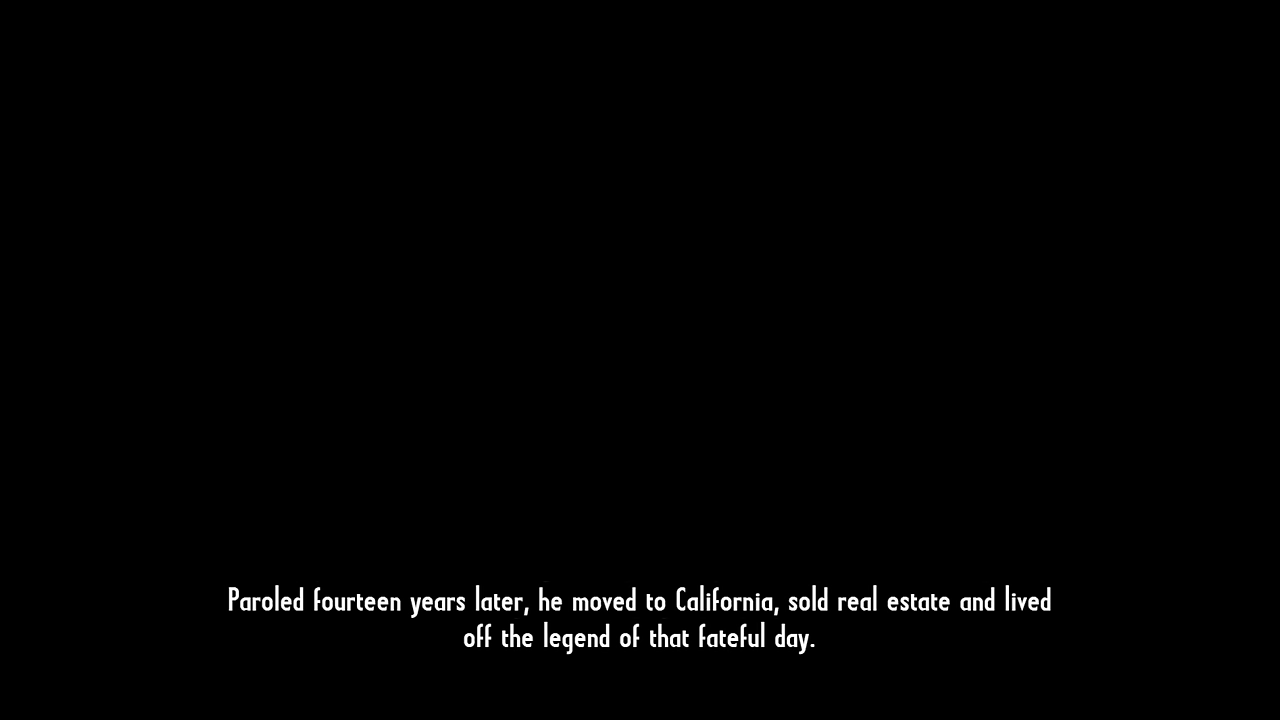 Paroled fourteen years later, he moved to California, sold real estate and lived
off the legend of that fateful day.